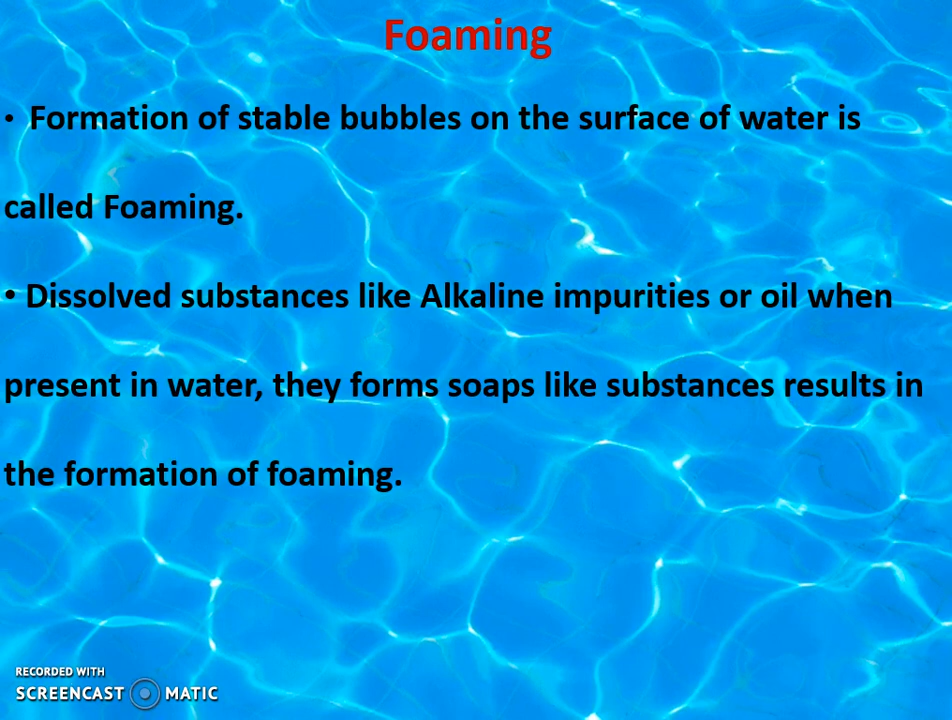 Foaming
• Formation of stable bubbles on the surface of water is
called Foaming.
• Dissolved substances like Alkaline impurities or oil when
present in water, they forms soaps like substances results in
the formation of foaming.
RECORDED WITH
SCREENCAST MATIC